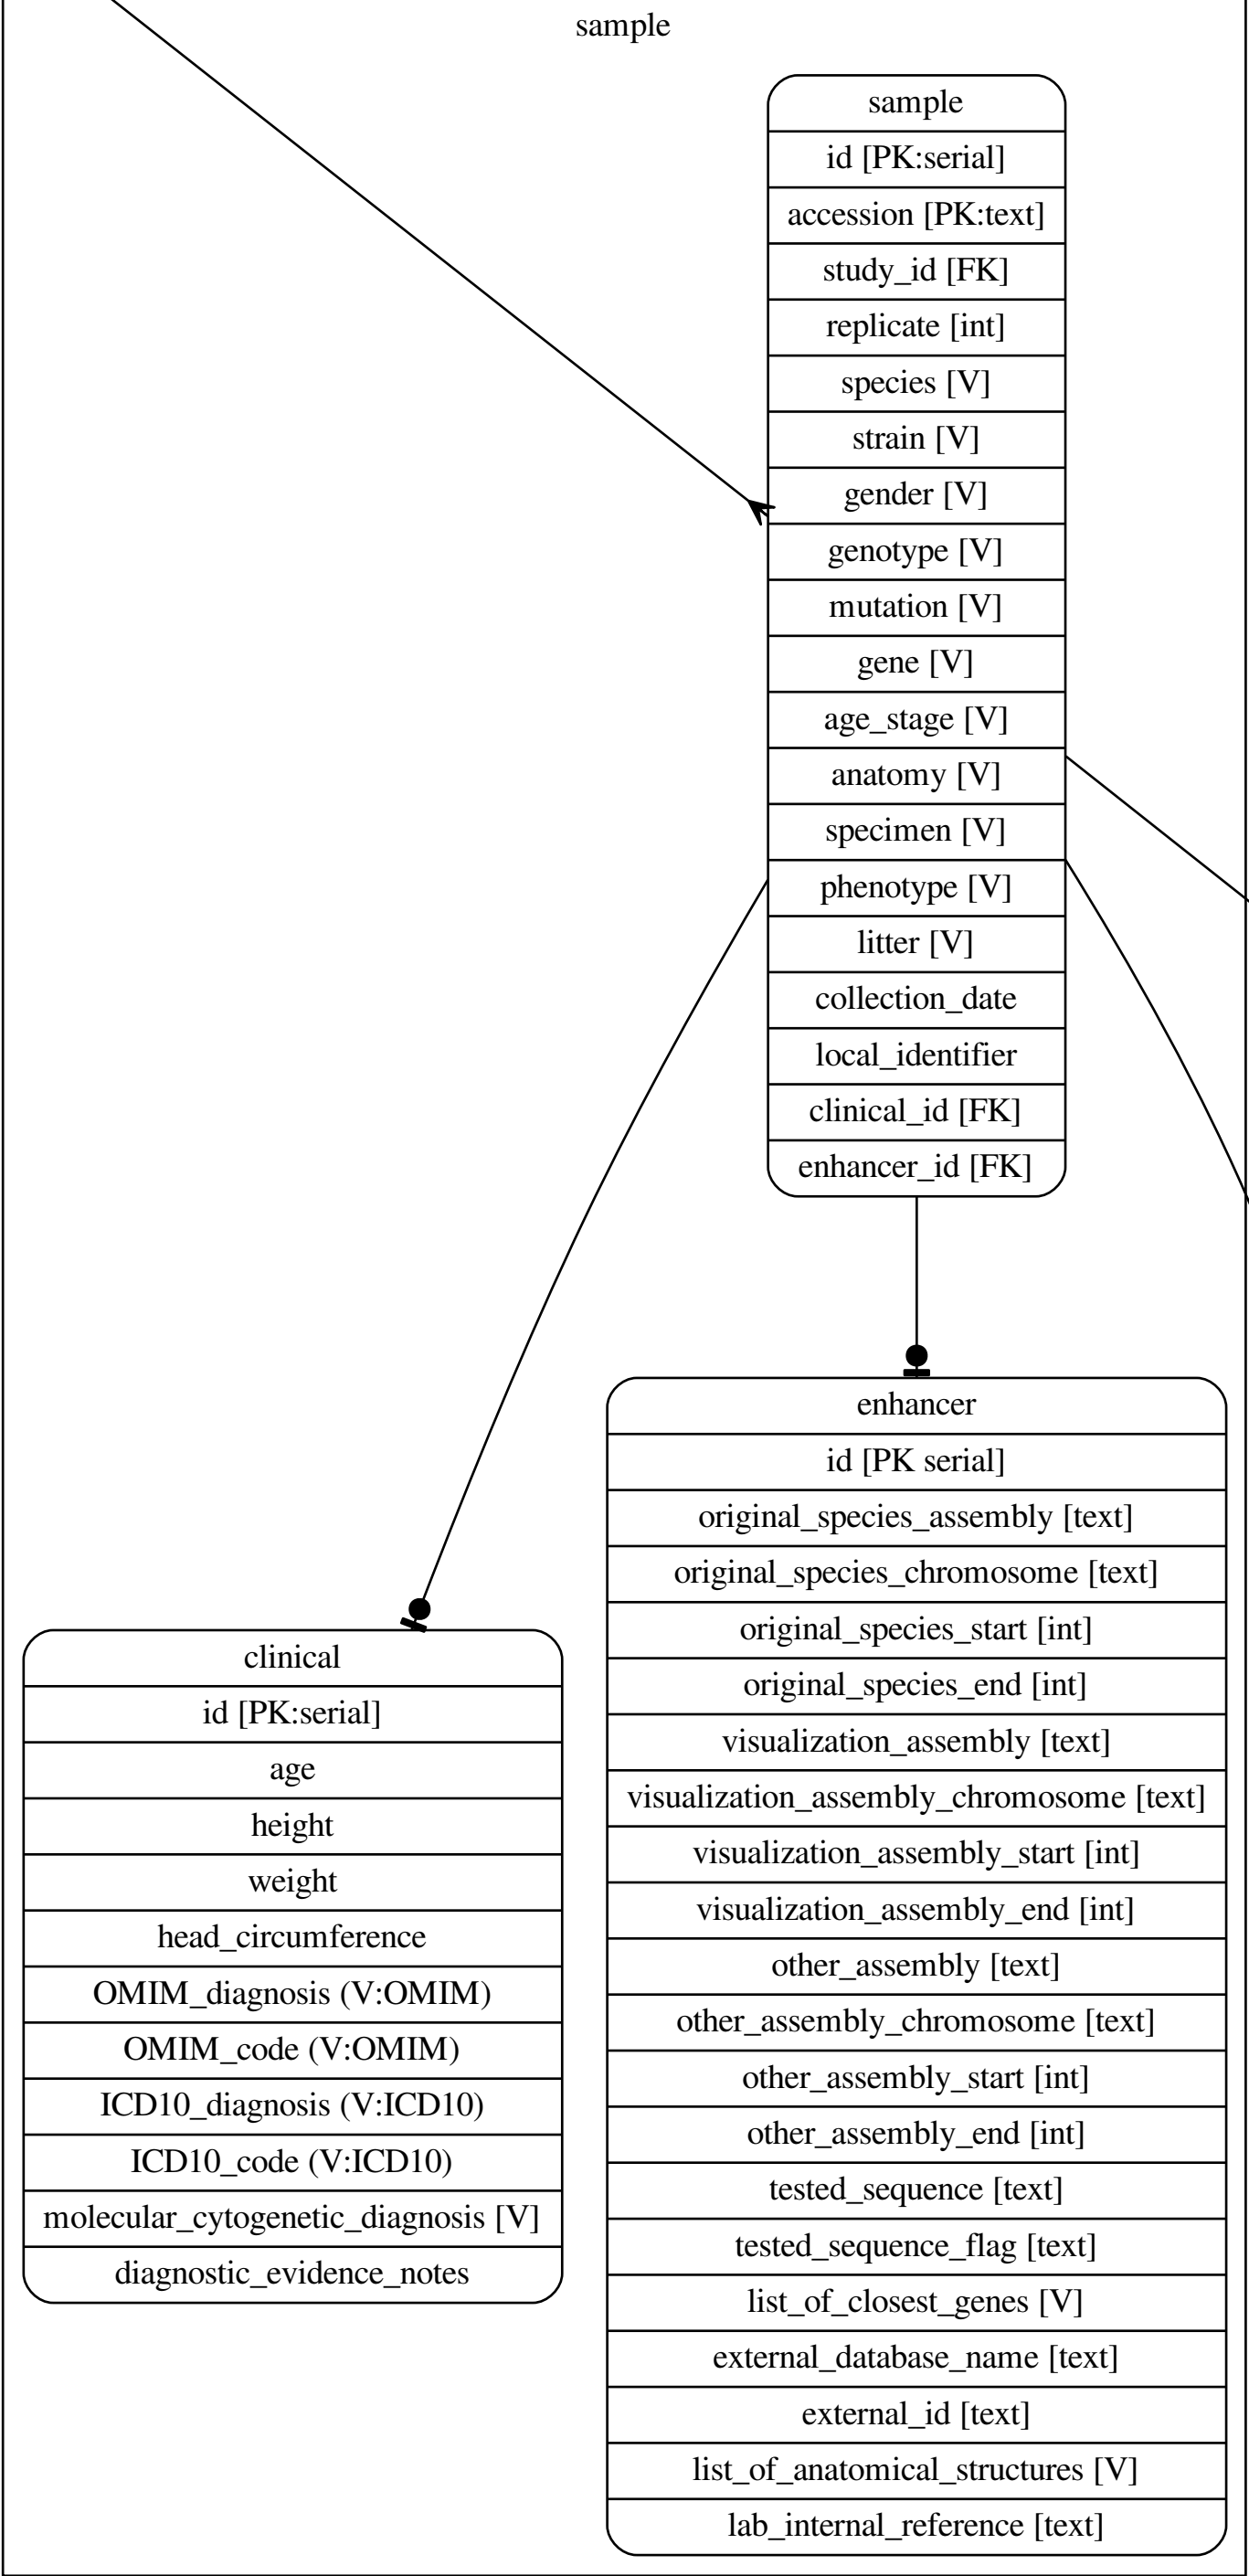 sample
sample
id [PK:serial]
accession [PK:text]
study_id [FK]
replicate [int]
species [V]
strain [V]
gender [V]
genotype [V]
mutation [V]
gene [V]
age_stage [V]
anatomy [V]
specimen [V]
phenotype [V]
litter [V]
collection_date
local_identifier
clinical_id [FK]
enhancer_id [FK]
enhancer
id [PK serial]
original_species_assembly [text]
original_species_chromosome [text]
original_species_start [int]
original_species_end [int]
visualization_assembly [text]
visualization_assembly_chromosome [text]
visualization_assembly_start [int]
visualization_assembly_end [int]
other_assembly [text]
other_assembly_chromosome [text]
other_assembly_start [int]
other_assembly_end [int]
tested_sequence [text]
tested_sequence_flag [text]
list_of_closest_genes [V]
external_database_name [text]
external_id [text]
list_of_anatomical_structures [V]
lab_internal_reference [text]
clinical
id [PK:serial]
age
height
weight
head_circumference
OMIM_diagnosis (V:OMIM)
OMIM_code (V:OMIM)
ICD10_diagnosis (V:ICD10)
ICD10_code (V:ICD10)
molecular_cytogenetic_diagnosis [V]
diagnostic_evidence_notes